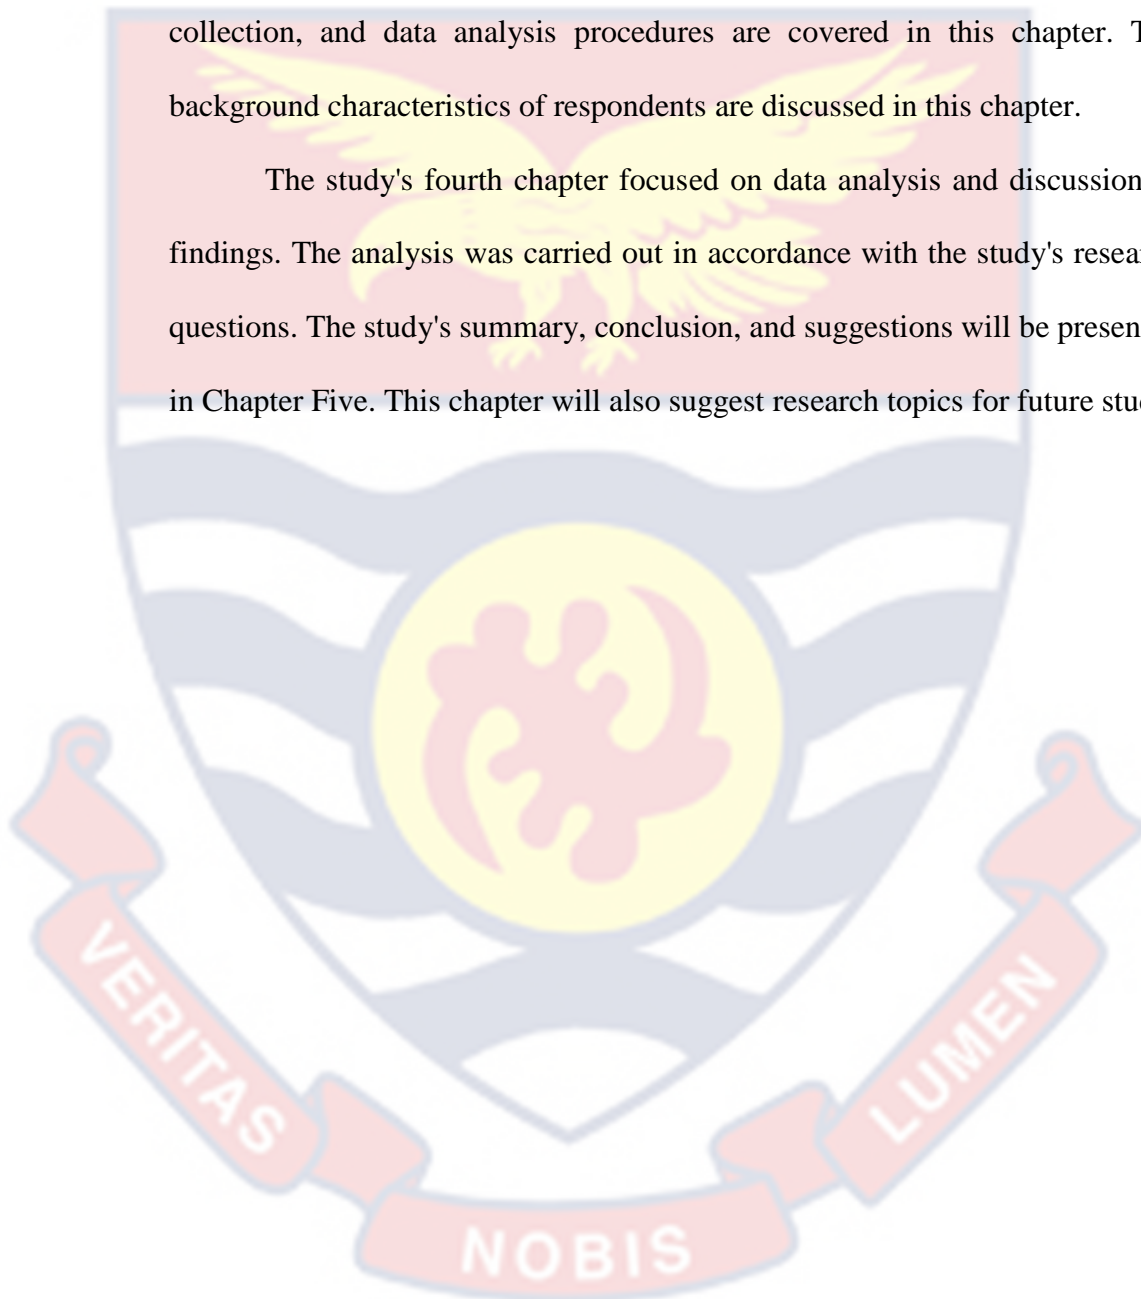 collection, and data analysis procedures are covered in this chapter. T
background characteristics of respondents are discussed in this chapter.
The study's fourth chapter focused on data analysis and discussion
findings. The analysis was carried out in accordance with the study's resear
questions. The study's summary, conclusion, and suggestions will be presen
in Chapter Five. This chapter will also suggest research topics for future stu
VERITAS
NOBIS
LUMEN